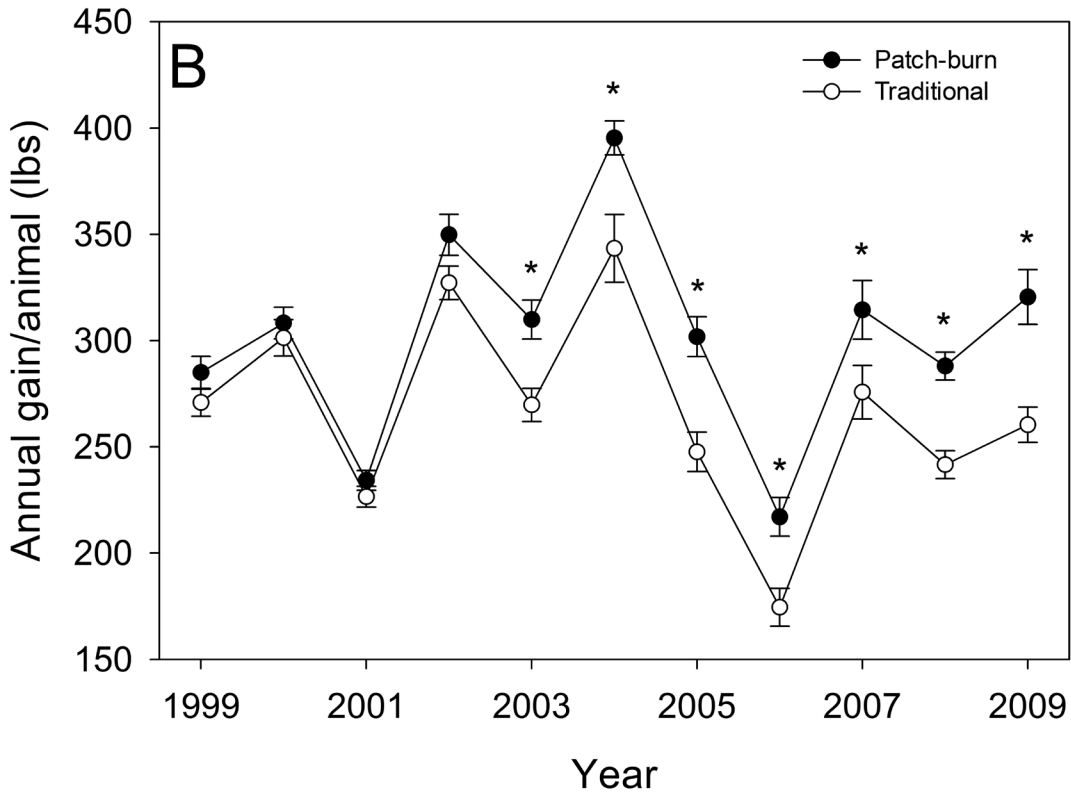 B
Patch-burn
Traditional
Annual gain/animal (lbs)
450
400
350
300
250
200
150
*
*
*
*
*
*
*
1999 2001 2003 2005 2007 2009
Year